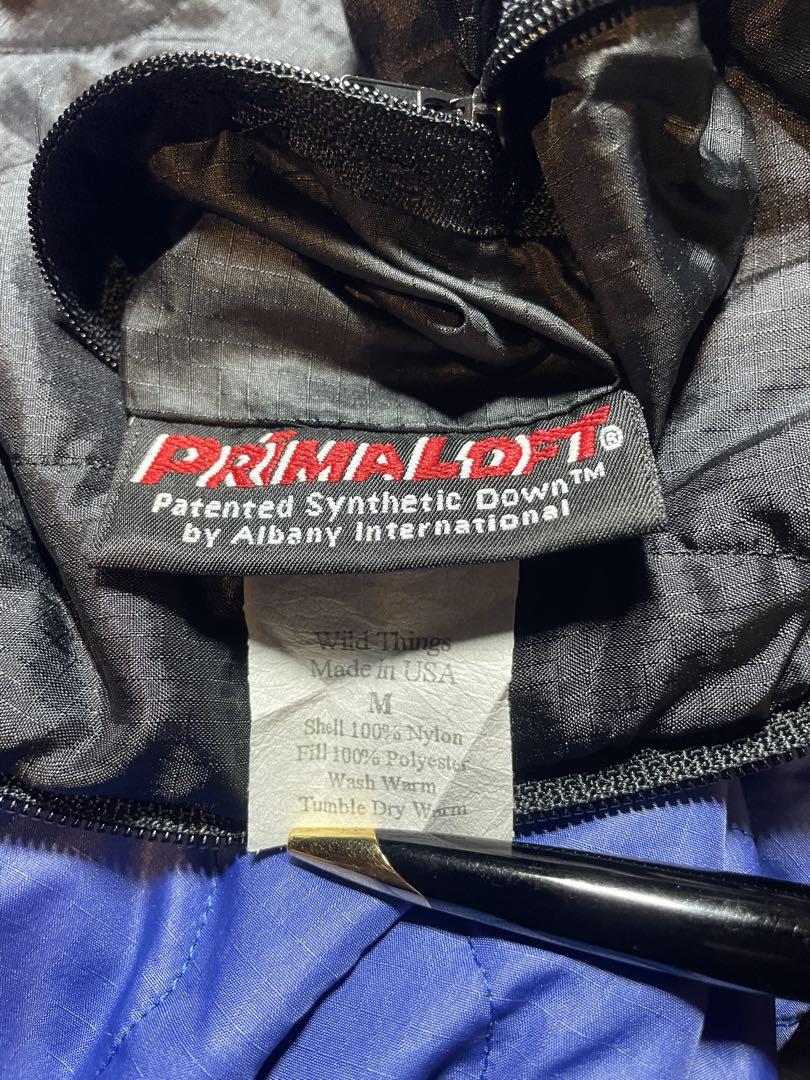 PRIMALOFT®
Patented Synthetic Down™
by Albany International
Wild Things
Made in USA
M
Shell 100% Nylon
Fill 100% Polyester
Wash Warm
Tumble Dry Warm